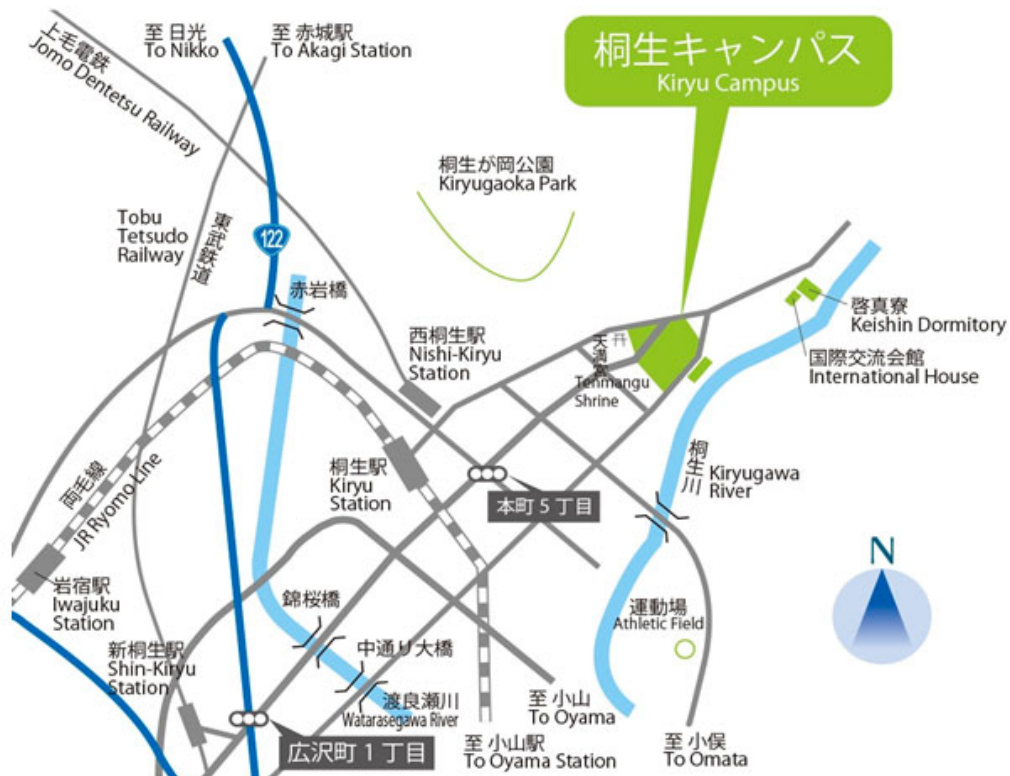 上毛電鉄
Jomo Dentetsu Railway
至 日光
To Nikko
至 赤城駅
To Akagi Station
桐生キャンパス
Kiryu Campus
桐生が岡公園
Kiryugaoka Park
Tobu
Tetsudo
Railway
東武鉄道
122
赤岩橋
西桐生駅
Nishi-Kiryu
Station
天満宮
Tenmangu
Shrine
啓真寮
Keishin Dormitory
国際交流会館
International House
両毛線
JR Ryomo Line
桐生駅
Kiryu
Station
本町5丁目
桐生川
Kiryugawa
River
N
岩宿駅
Iwajuku
Station
錦桜橋
運動場
Athletic Field
新桐生駅
Shin-Kiryu
Station
中通り大橋
渡良瀬川
Watarasegawa River
至 小山
To Oyama
広沢町1丁目
至 小山駅
To Oyama Station
至 小俣
To Omata